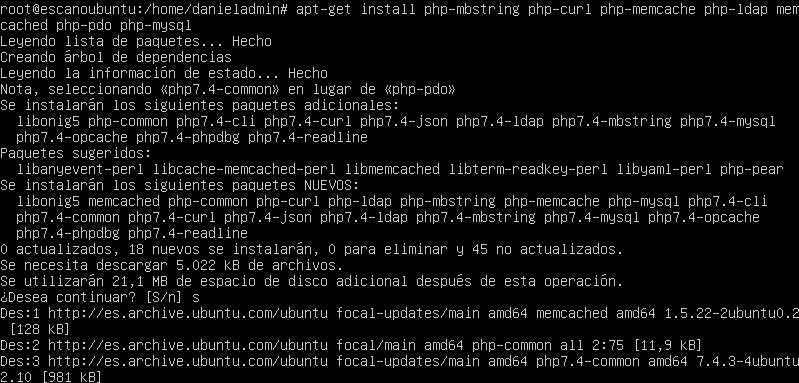 root@escanoubuntu:/home/danieladmin# apt-get install php-mbstring php-curl php-memcache php-ldap mem
cached php-pdo php-mysql
Leyendo lista de paquetes... Hecho
Creando árbol de dependencias
Leyendo la información de estado... Hecho
Nota, seleccionando «php7.4-common» en lugar de «php-pdo»
Se instalarán los siguientes paquetes adicionales:
  libonig5 php-common php7.4-cli php7.4-curl php7.4-json php7.4-ldap php7.4-mbstring php7.4-mysql
  php7.4-opcache php7.4-phpdbg php7.4-readline
Paquetes sugeridos:
  libanyevent-perl libcache-memcached-perl libmemcached libterm-readkey-perl libyaml-perl php-pear
Se instalarán los siguientes paquetes NUEVOS:
  libonig5 memcached php-common php-curl php-ldap php-mbstring php-memcache php-mysql php7.4-cli
  php7.4-common php7.4-curl php7.4-json php7.4-ldap php7.4-mbstring php7.4-mysql php7.4-opcache
  php7.4-phpdbg php7.4-readline
0 actualizados, 18 nuevos se instalarán, 0 para eliminar y 45 no actualizados.
Se necesita descargar 5.022 kB de archivos.
Se utilizarán 21,1 MB de espacio de disco adicional después de esta operación.
¿Desea continuar? [S/n] s
Des:1 http://es.archive.ubuntu.com/ubuntu focal-updates/main amd64 memcached amd64 1.5.22-2ubuntu0.2
 [128 kB]
Des:2 http://es.archive.ubuntu.com/ubuntu focal/main amd64 php-common all 2:75 [11,9 kB]
Des:3 http://es.archive.ubuntu.com/ubuntu focal-updates/main amd64 php7.4-common amd64 7.4.3-4ubuntu
2.10 [981 kB]